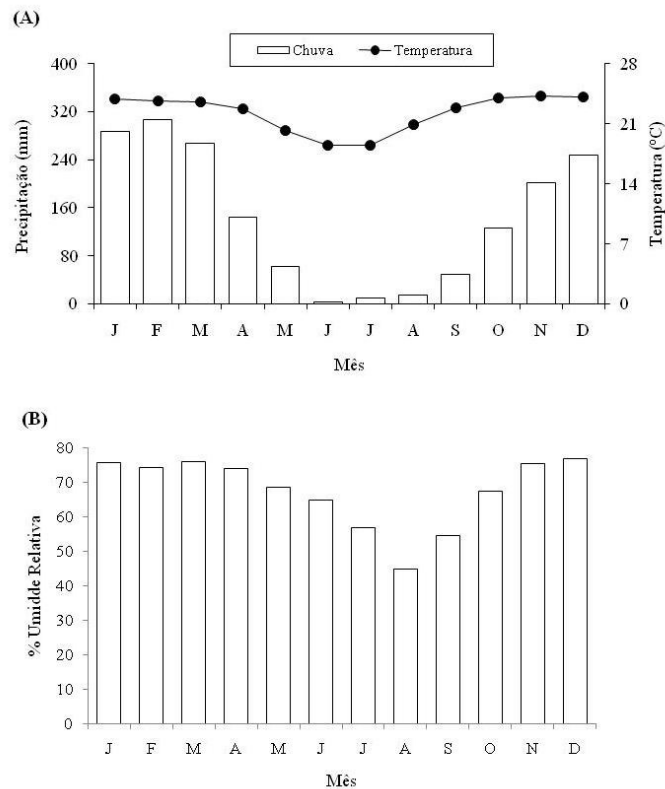 (A)
Chuva Temperatura
400 28
320 21
240
14
160
7
80
0 0
Precipitação (mm)
Temperatura (°C)
J F M A M J J A S O N D
Mês
(B)
80
70
60
50
40
30
20
10
0
% Umidde Relativa
J F M A M J J A S O N D
Mês